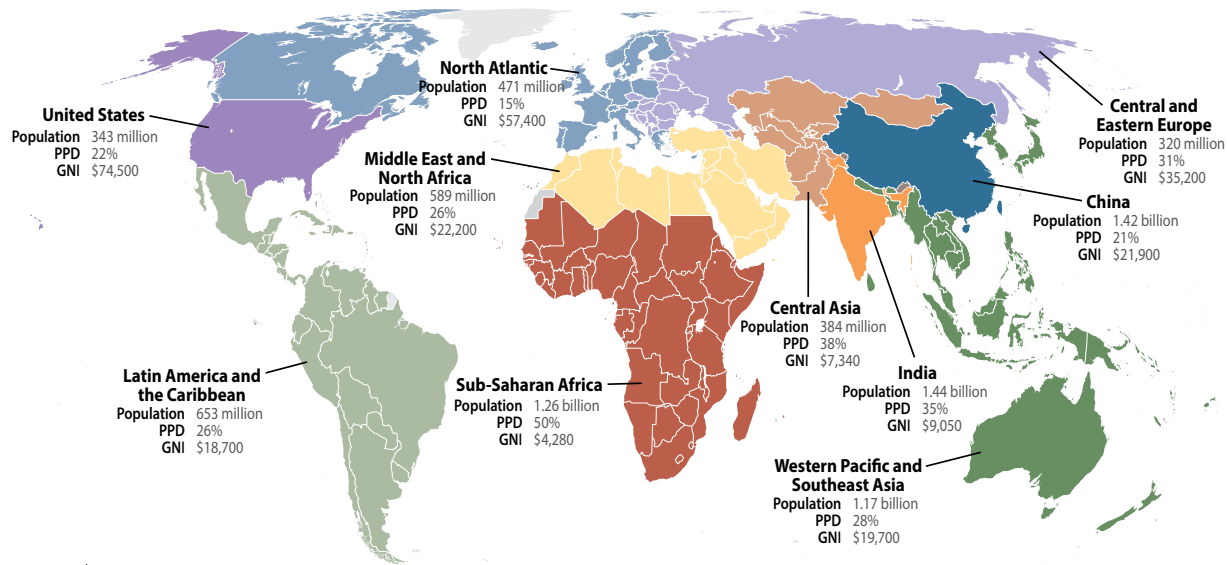 North Atlantic
Population 471 million
PPD 15%
GNI $57,400
United States
Population 343 million
PPD 22%
GNI $74,500
Central and
Eastern Europe
Population 320 million
PPD 31%
GNI $35,200
Middle East and
North Africa
Population 589 million
PPD 26%
GNI $22,200
China
Population 1.42 billion
PPD 21%
GNI $21,900
Central Asia
Population 384 million
PPD 38%
GNI $7,340
India
Population 1.44 billion
PPD 35%
GNI $9,050
Latin America and
the Caribbean
Population 653 million
PPD 26%
GNI $18,700
Sub-Saharan Africa
Population 1.26 billion
PPD 50%
GNI $4,280
Western Pacific and
Southeast Asia
Population 1.17 billion
PPD 28%
GNI $19,700